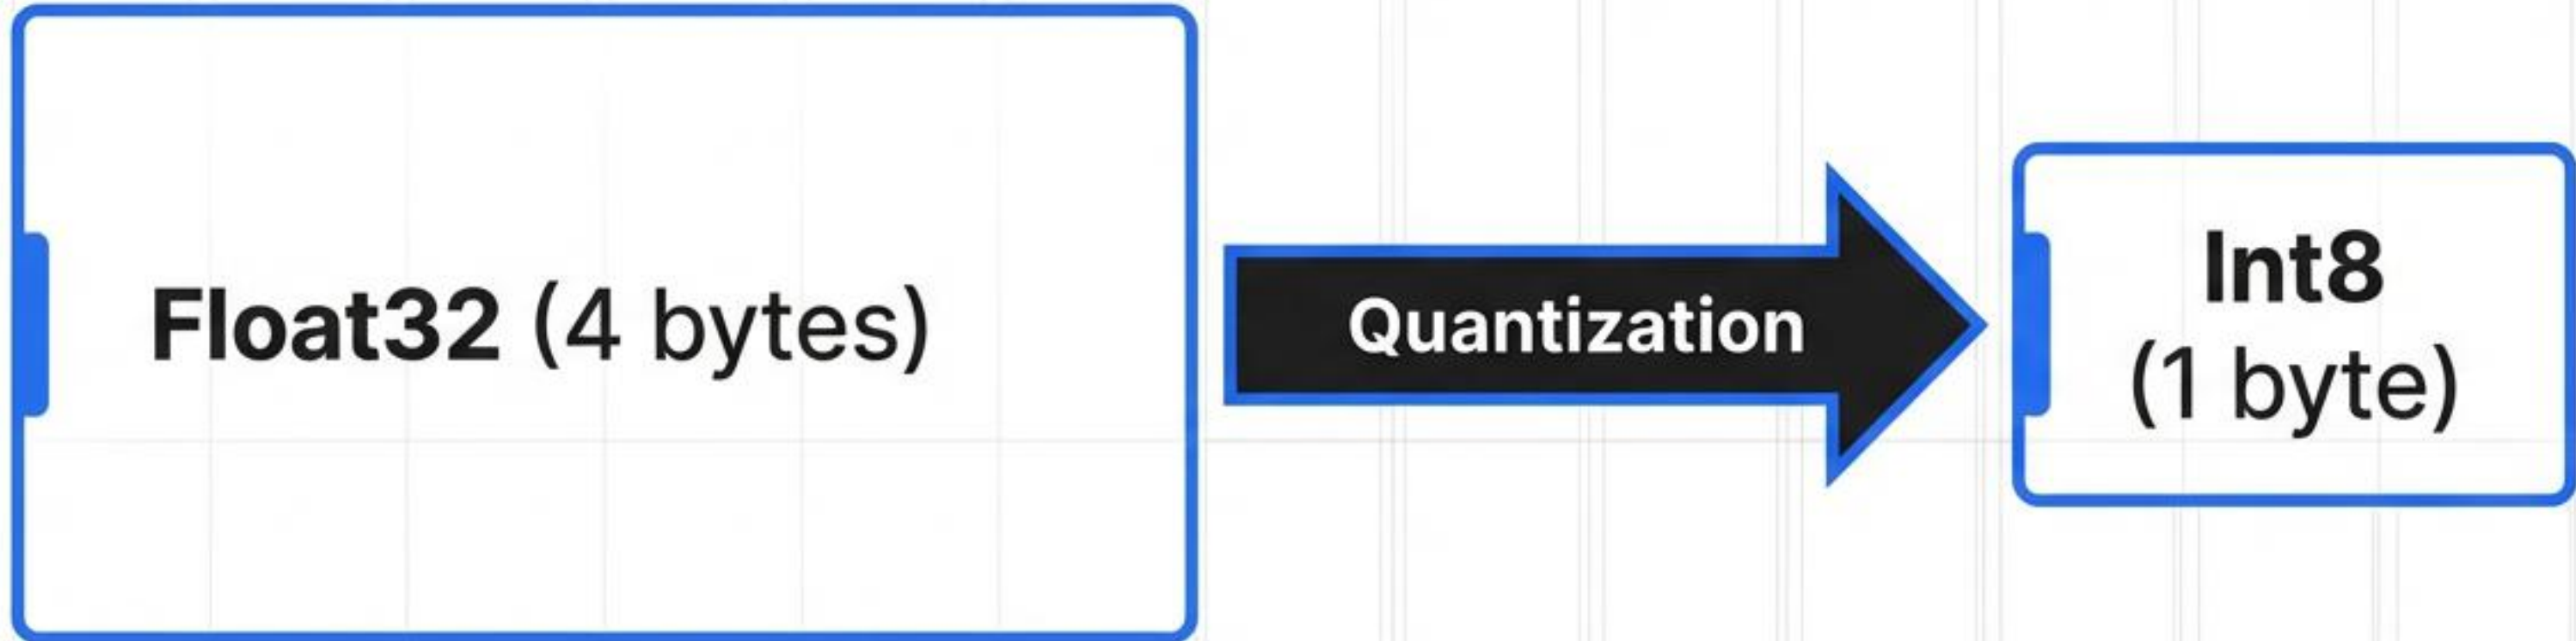 Float32 (4 bytes)
Quantization
Int8
(1 byte)